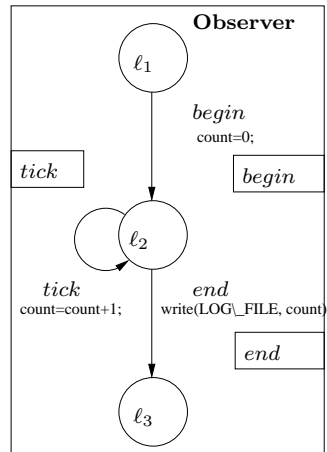 Observer
ℓ1
begin
count=0;
tick
begin
ℓ2
tick
count=count+1;
end
write(LOG\_FILE, count)
end
ℓ3